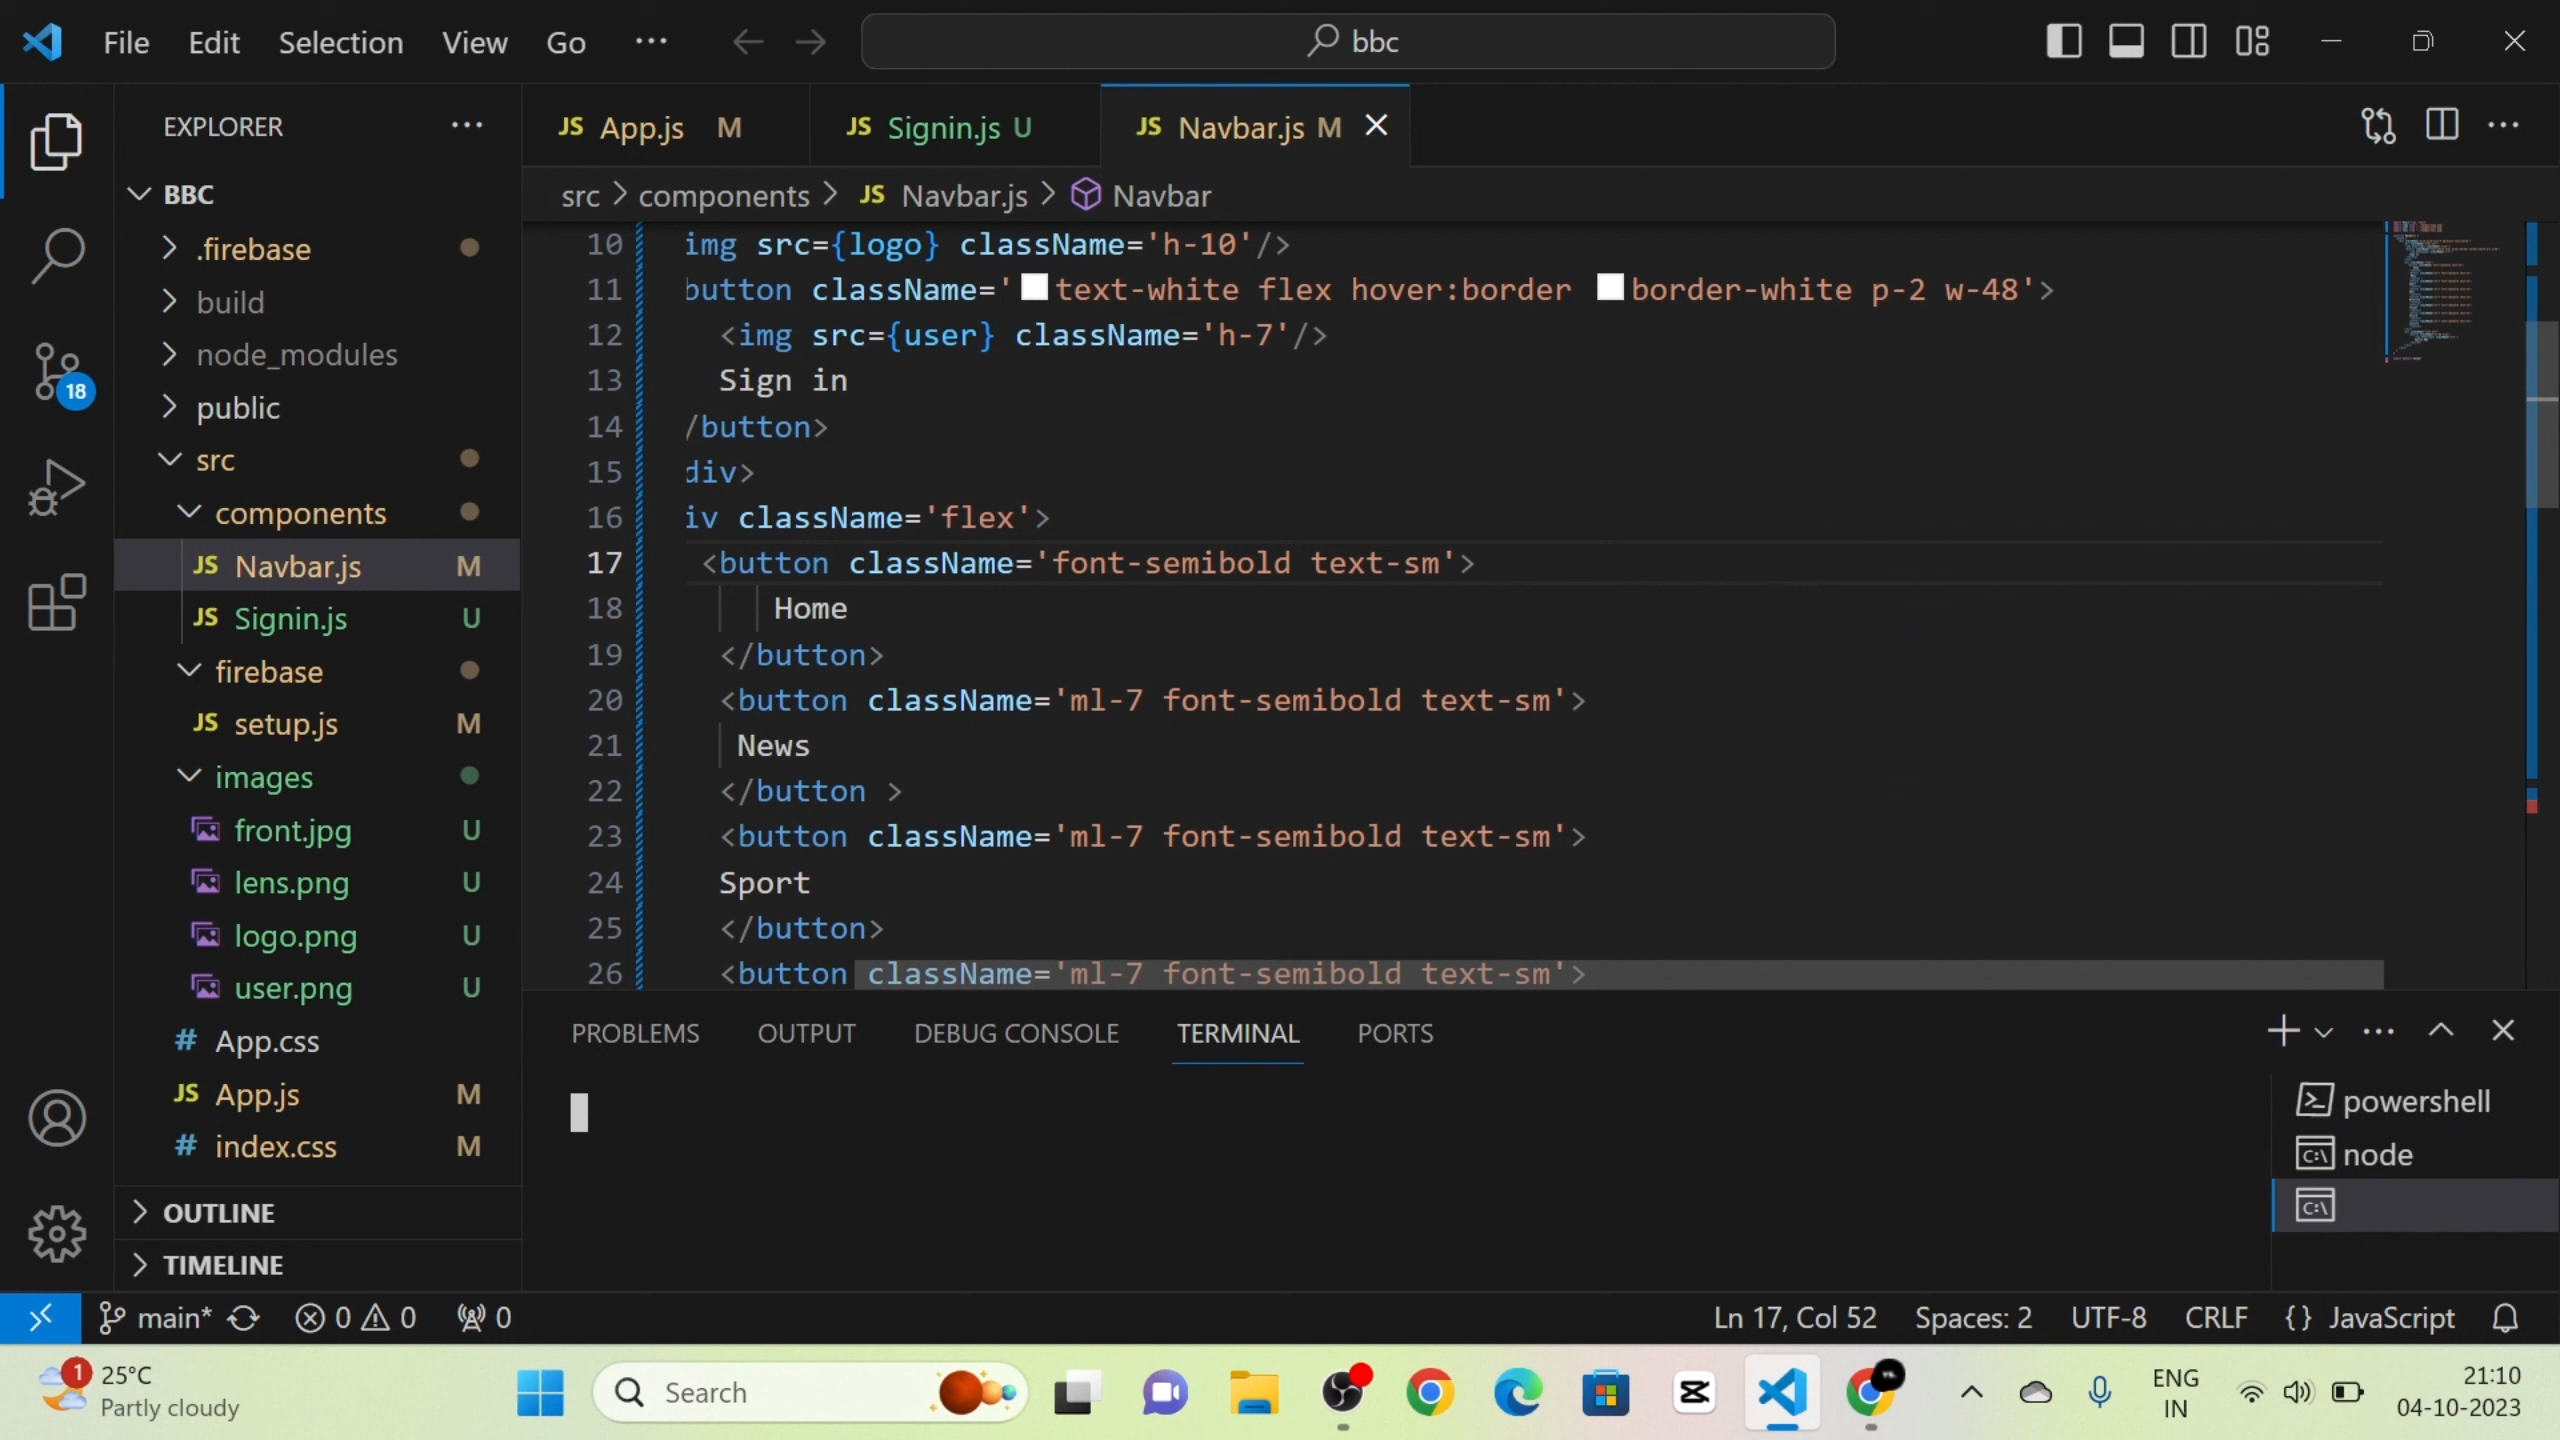 File Edit Selection View Go ··· bbc
EXPLORER ···
BBC
.firebase
build
node_modules
public
src
components
JS Navbar.js M
JS Signin.js U
firebase
JS setup.js M
images
front.jpg U
lens.png U
logo.png U
user.png U
# App.css
JS App.js M
# index.css M
OUTLINE
TIMELINE
18
JS App.js M
JS Signin.js U
JS Navbar.js M
src > components > JS Navbar.js > Navbar
10 img src={logo} className='h-10'/>
11 button className='text-white flex hover:border border-white p-2 w-48'>
12 <img src={user} className='h-7'/>
13 Sign in
14 /button>
15 div>
16 iv className='flex'>
17 <button className='font-semibold text-sm'>
18 Home
19 </button>
20 <button className='ml-7 font-semibold text-sm'>
21 News
22 </button >
23 <button className='ml-7 font-semibold text-sm'>
24 Sport
25 </button>
26 <button className='ml-7 font-semibold text-sm'>
PROBLEMS OUTPUT DEBUG CONSOLE TERMINAL PORTS
powershell
node
main* 0 0 0
Ln 17, Col 52 Spaces: 2 UTF-8 CRLF {} JavaScript
1
25°C
Partly cloudy
Search
ENG
IN
21:10
04-10-2023